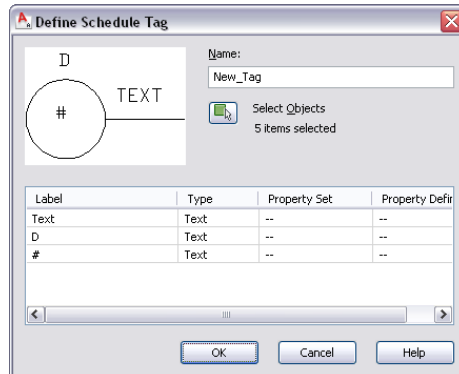 Define Schedule Tag
D
TEXT
#
Name:
New_Tag
Select Objects
5 items selected
Label Type Property Set Property Defir
Text Text -- --
D Text -- --
# Text -- --
OK Cancel Help